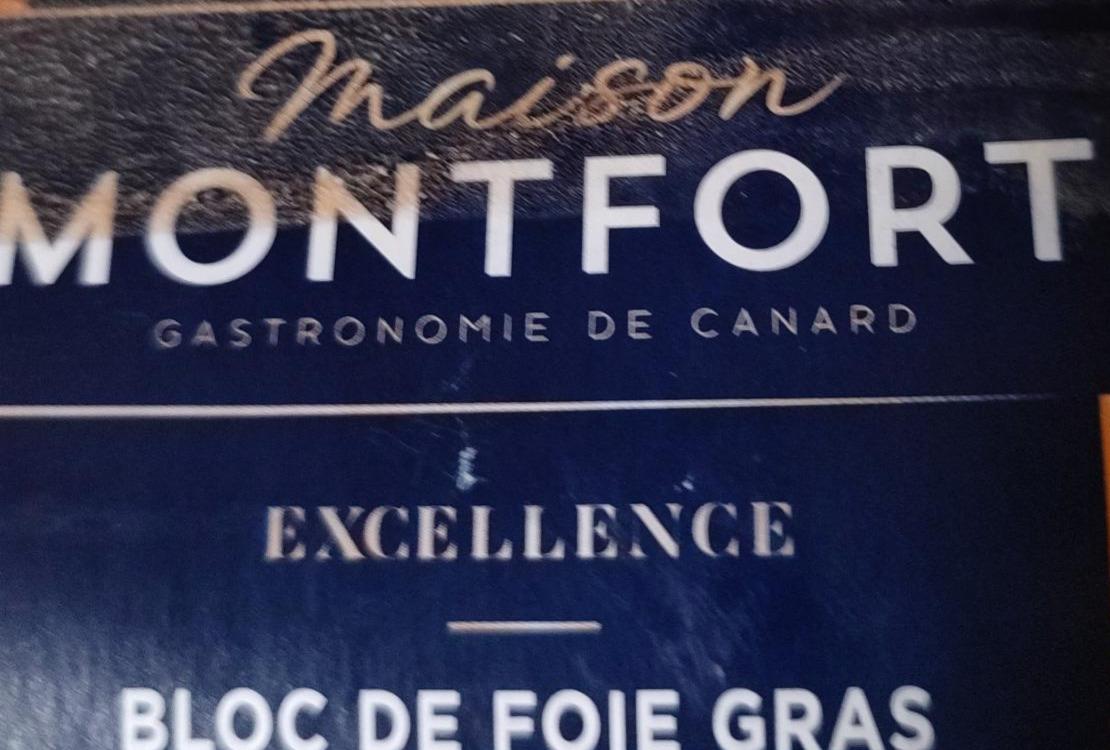 Maison
MONTFORT
GASTRONOMIE DE CANARD
EXCELLENCE
BLOC DE FOIE GRAS